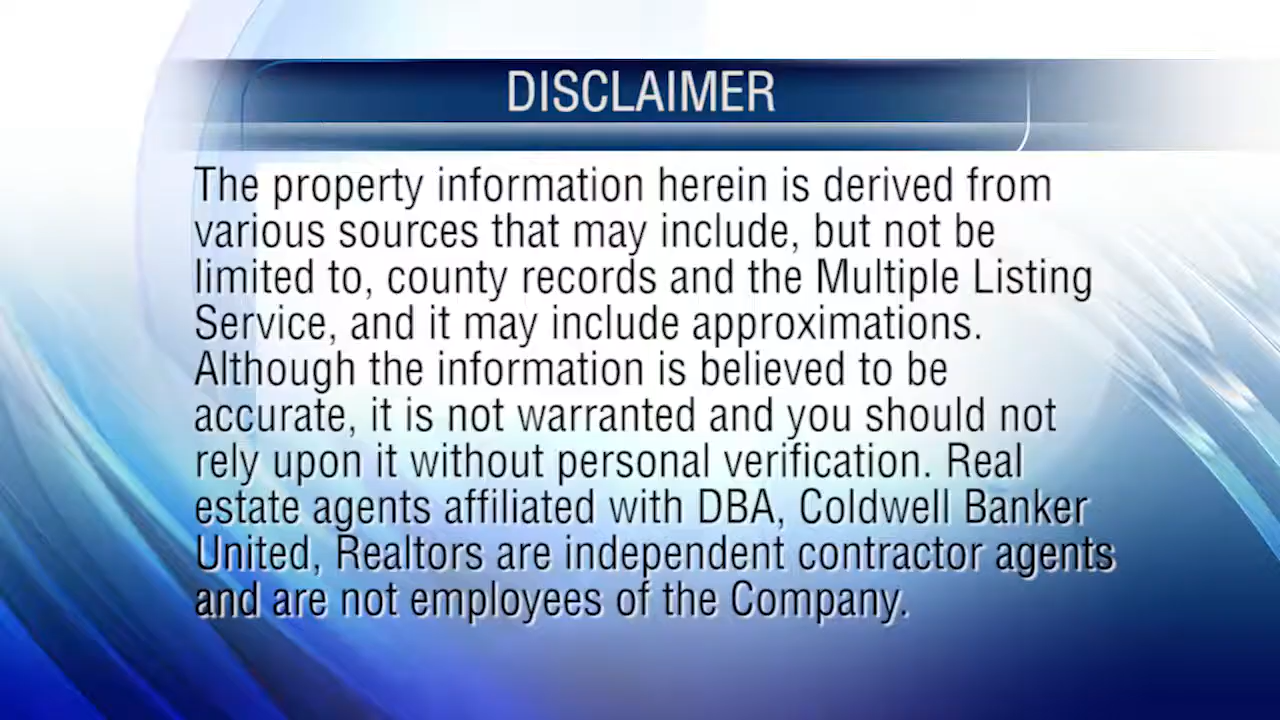 DISCLAIMER
The property information herein is derived from
various sources that may include, but not be
limited to, county records and the Multiple Listing
Service, and it may include approximations.
Although the information is believed to be
accurate, it is not warranted and you should not
rely upon it without personal verification. Real
estate agents affiliated with DBA, Coldwell Banker
United, Realtors are independent contractor agents
and are not employees of the Company.